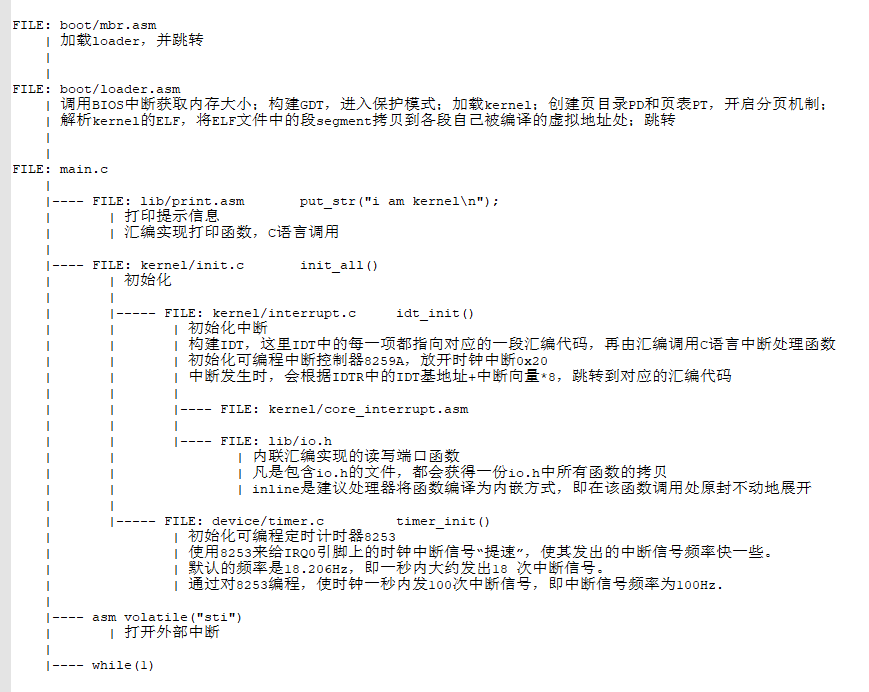 FILE: boot/mbr.asm
| 加载loader，并跳转
|
|
FILE: boot/loader.asm
| 调用BIOS中断获取内存大小；构建GDT，进入保护模式；加载kernel；创建页目录PD和页表PT，开启分页机制；
| 解析kernel的ELF，将ELF文件中的段segment拷贝到各段自己被编译的虚拟地址处；跳转
|
|
FILE: main.c
|
|---- FILE: lib/print.asm       put_str("i am kernel\n");
|       | 打印提示信息
|       | 汇编实现打印函数，C语言调用
|
|---- FILE: kernel/init.c       init_all()
|       | 初始化
|       |
|       |----- FILE: kernel/interrupt.c     idt_init()
|       |       | 初始化中断
|       |       | 构建IDT，这里IDT中的每一项都指向对应的一段汇编代码，再由汇编调用C语言中断处理函数
|       |       | 初始化可编程中断控制器8259A，放开时钟中断0x20
|       |       | 中断发生时，会根据IDTR中的IDT基地址+中断向量*8，跳转到对应的汇编代码
|       |       |
|       |       |---- FILE: kernel/core_interrupt.asm
|       |       |
|       |       |---- FILE: lib/io.h
|       |               | 内联汇编实现的读写端口函数
|       |               | 凡是包含io.h的文件，都会获得一份io.h中所有函数的拷贝
|       |               | inline是建议处理器将函数编译为内嵌方式，即在该函数调用处原封不动地展开
|       |
|       |----- FILE: device/timer.c         timer_init()
|               | 初始化可编程定时计时器8253
|               | 使用8253来给IRQ0引脚上的时钟中断信号“提速”，使其发出的中断信号频率快一些。
|               | 默认的频率是18.206Hz，即一秒内大约发出18 次中断信号。
|               | 通过对8253编程，使时钟一秒内发100次中断信号，即中断信号频率为100Hz.
|
|---- asm volatile("sti")
|       | 打开外部中断
|
|---- while(1)